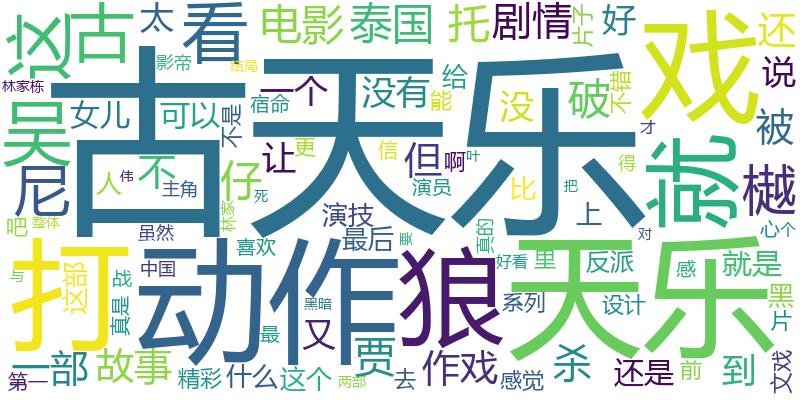 这
古
太
看
电影
泰国
托
剧情
片子
好
戏
还
影帝
结局
林家栋
吴
女儿
可以
宿命
不是
一个
没有
给
能
没
破
不错
说
古天乐
让
但
啊
叶
更
信
才
被
就
樾
尼
人
伟
不
主角
仔
林家
死
演员
比
得
把
上
对
心
个
吧
整体
虽然
演技
最后
要
真的
打
动作
狼
天乐
与
这部
真是
战
中国
喜欢
黑暗
最
又
贾
好看
里
反派
感
就是
黑
片
系列
设计
一部
故事
第一
精彩
什么
这个
两部
去
作戏
感觉
杀
还是
前
到
文戏